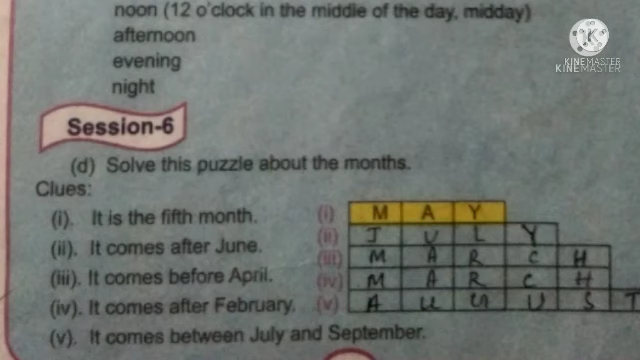 noon (12 o'clock in the middle of the day, midday)
afternoon
evening
night
KINEMASTER
KINEMASTER
Session-6
(d) Solve this puzzle about the months.
Clues:
(i). It is the fifth month. (i) M A Y
(ii). It comes after June. (ii) J U L Y
(iii). It comes before April. (iii) M A R C H
(iv). It comes after February. (iv) M A R C H
(v). It comes between July and September. (v) A U G U S T